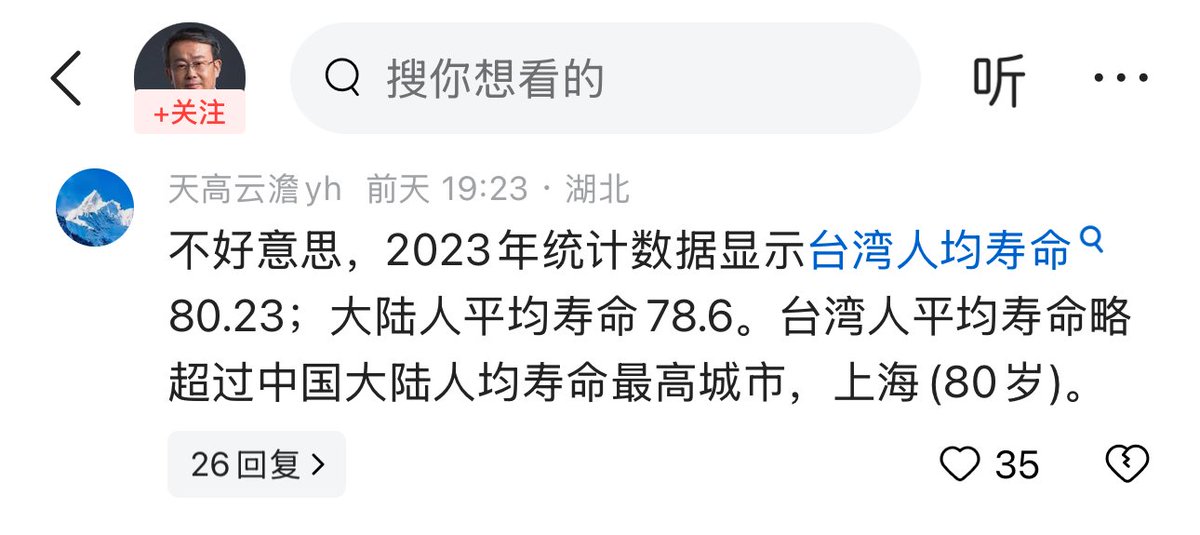 +关注
搜你想看的
听
天高云澹yh 前天 19:23 · 湖北
不好意思，2023年统计数据显示台湾人均寿命
80.23；大陆人平均寿命78.6。台湾人平均寿命略
超过中国大陆人均寿命最高城市，上海(80岁)。
26回复
35